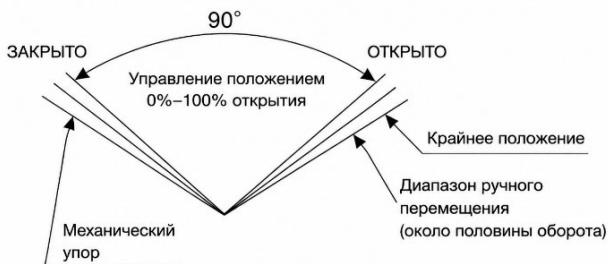 90°
ЗАКРЫТО
ОТКРЫТО
Управление положением
0%–100% открытия
Крайнее положение
Диапазон ручного
перемещения
(около половины оборота)
Механический
упор